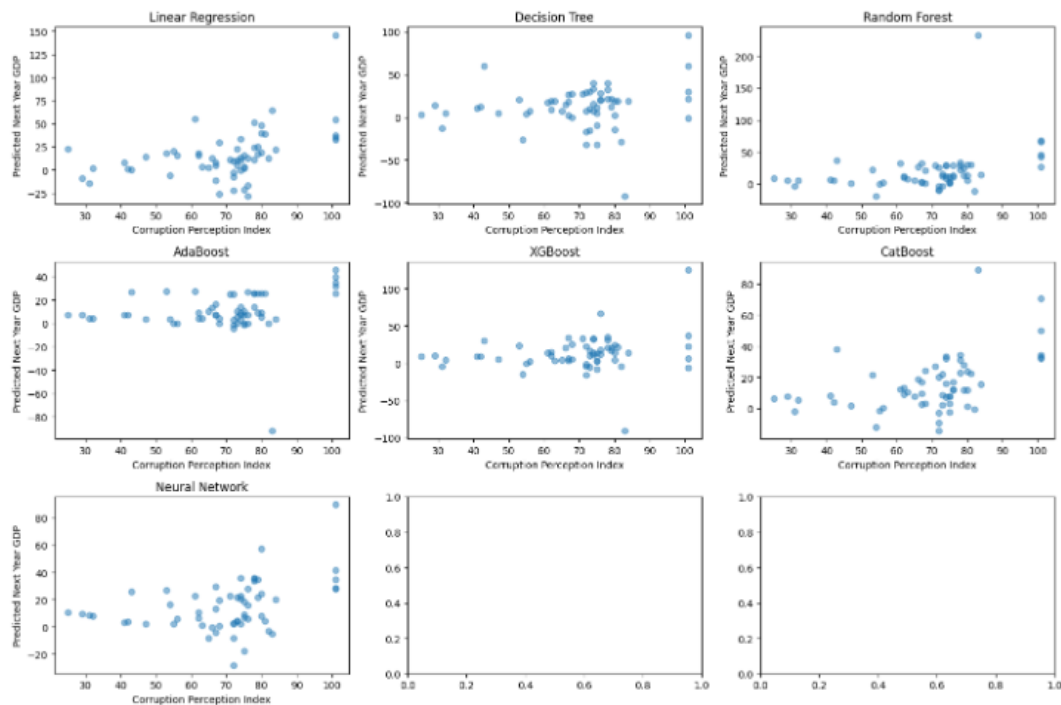 Linear Regression
Predicted Next Year GDP
150
125
100
75
50
25
0
−25
30 40 50 60 70 80 90 100
Corruption Perception Index
Decision Tree
Predicted Next Year GDP
100
50
0
−50
−100
30 40 50 60 70 80 90 100
Corruption Perception Index
Random Forest
Predicted Next Year GDP
200
150
100
50
0
30 40 50 60 70 80 90 100
Corruption Perception Index
AdaBoost
Predicted Next Year GDP
40
20
0
−20
−40
−60
−80
30 40 50 60 70 80 90 100
Corruption Perception Index
XGBoost
Predicted Next Year GDP
100
50
0
−50
−100
30 40 50 60 70 80 90 100
Corruption Perception Index
CatBoost
Predicted Next Year GDP
80
60
40
20
0
30 40 50 60 70 80 90 100
Corruption Perception Index
Neural Network
Predicted Next Year GDP
80
60
40
20
0
−20
30 40 50 60 70 80 90 100
Corruption Perception Index
1.0
0.8
0.6
0.4
0.2
0.0
0.0 0.2 0.4 0.6 0.8 1.0
1.0
0.8
0.6
0.4
0.2
0.0
0.0 0.2 0.4 0.6 0.8 1.0